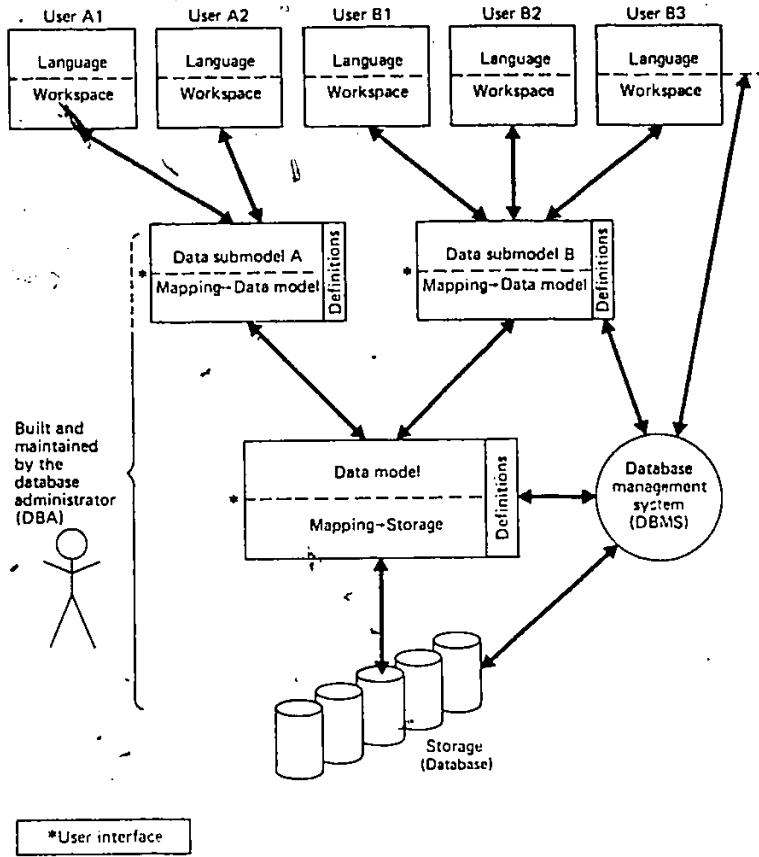 User A1
User A2
User B1
User B2
User B3
Language
Workspace
Language
Workspace
Language
Workspace
Language
Workspace
Language
Workspace
Data submodel A
*
Mapping→Data model
Definitions
Data submodel B
*
Mapping→Data model
Definitions
Built and
maintained
by the
database
administrator
(DBA)
Data model
*
Mapping→Storage
Definitions
Database
management
system
(DBMS)
Storage
(Database)
*User interface